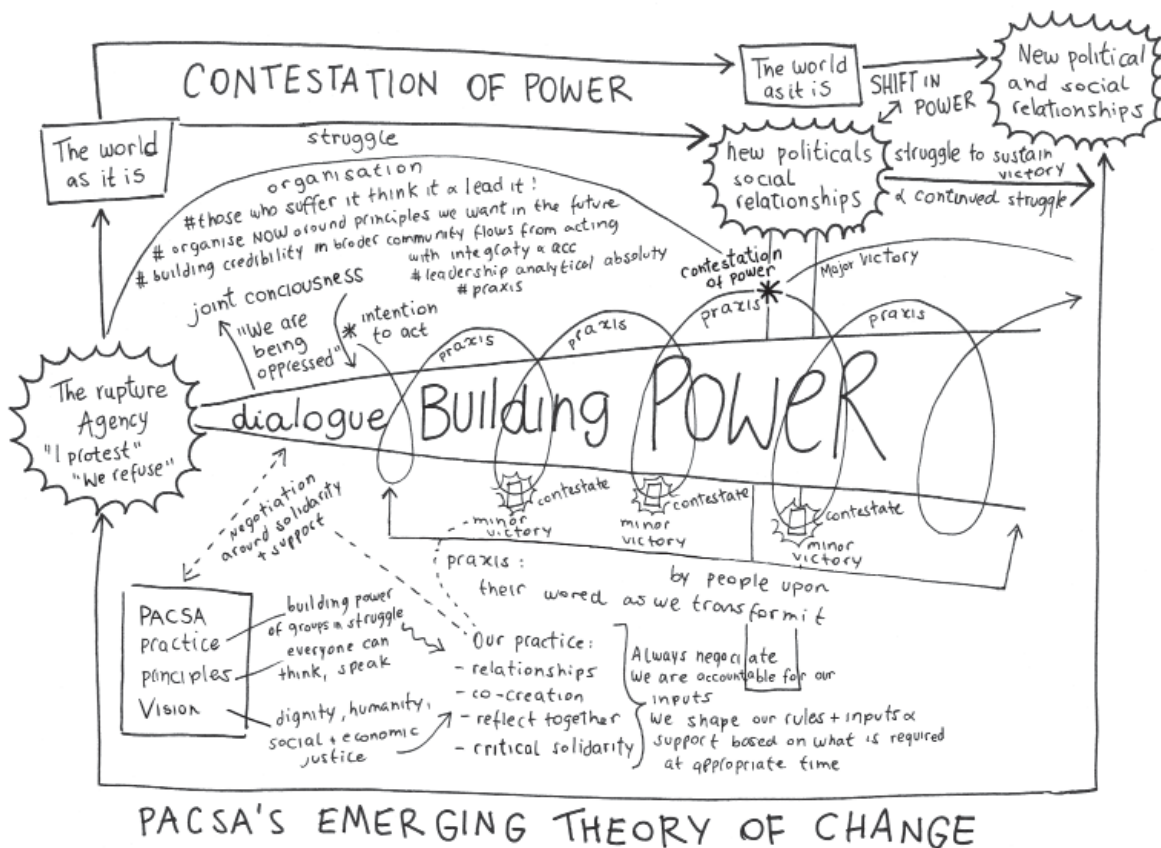 CONTESTATION OF POWER
The world
as it is
SHIFT IN
POWER
New political
and social
relationships
The world
as it is
struggle
new politicals
social
relationships
struggle to sustain
victory
& continued struggle
organisation
#those who suffer it think it & lead it!
# organise NOW around principles we want in the future
# building credibility in broder community flows from acting
with integraty & acc
#leadership analytical absoluty
# praxis
joint conciousness
"We are
being
oppressed"
* intention
to act
contestation
of power
*
Major victory
praxis
praxis
praxis
praxis
The rupture
Agency
"I protest"
"We refuse"
dialogue Building POWER
contestate
minor
victory
contestate
minor
victory
contestate
minor
victory
negotiation
around solidarity
+ support
praxis:
by people upon
their wored as we transformit
PACSA
practice
principles
Vision
building power
of groups in struggle
everyone can
think, speak
dignity, humanity,
social + economic
justice
Our practice:
- relationships
- co-creation
- reflect together
- critical solidarity
Always negociate
We are accountable for our
inputs
We shape our rules + inputs &
support based on what is required
at appropriate time
PACSA'S EMERGING THEORY OF CHANGE